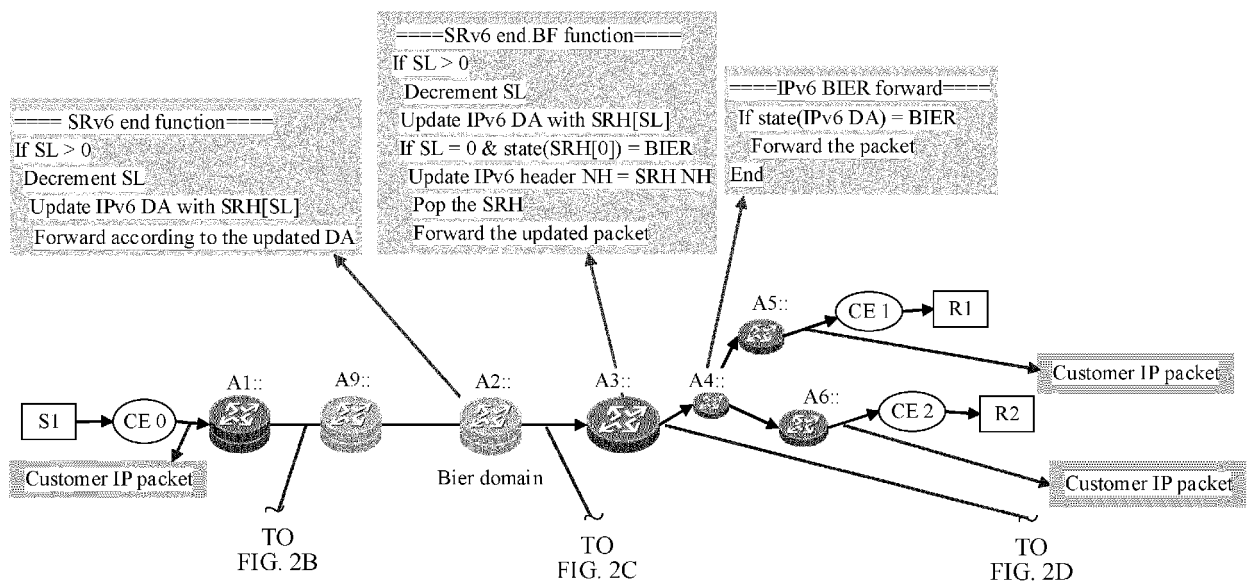 ====SRv6 end.BF function====
If SL > 0
Decrement SL
Update IPv6 DA with SRH[SL]
If SL = 0 & state(SRH[0]) = BIER
Update IPv6 header NH = SRH NH
Pop the SRH
Forward the updated packet
====IPv6 BIER forward====
If state(IPv6 DA) = BIER
Forward the packet
End
==== SRv6 end function====
If SL > 0
Decrement SL
Update IPv6 DA with SRH[SL]
Forward according to the updated DA
A5::
CE 1
R1
Customer IP packet
A1::
A9::
A2::
A3::
A4::
A6::
S1
CE 0
CE 2
R2
Customer IP packet
Bier domain
Customer IP packet
TO
FIG. 2B
TO
FIG. 2C
TO
FIG. 2D